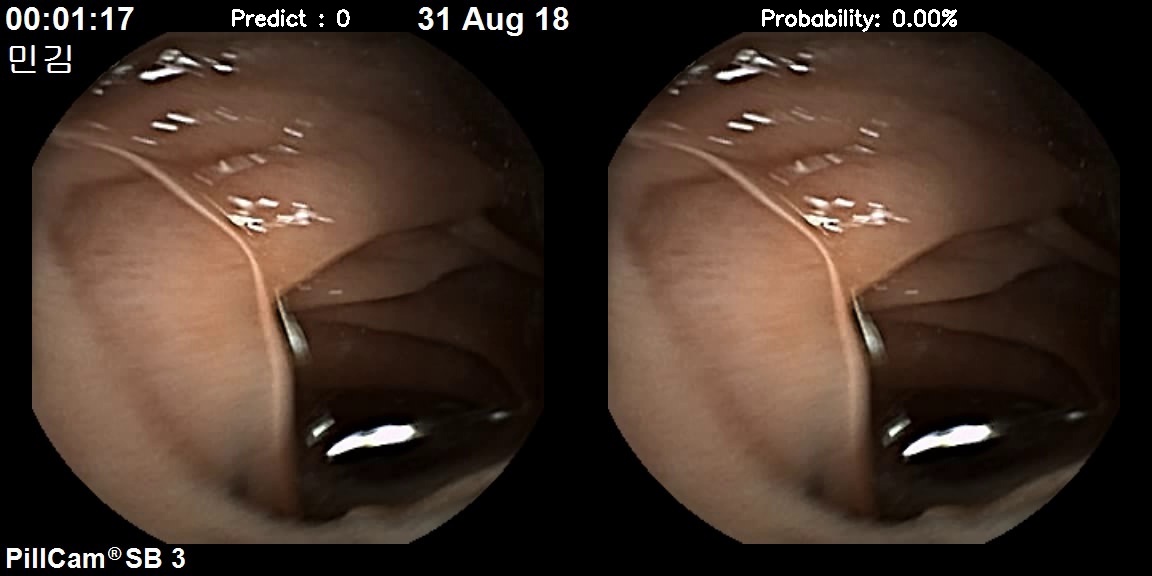 00:01:17 Predict : 0 31 Aug 18 Probability: 0.00%
민김
PillCam® SB 3